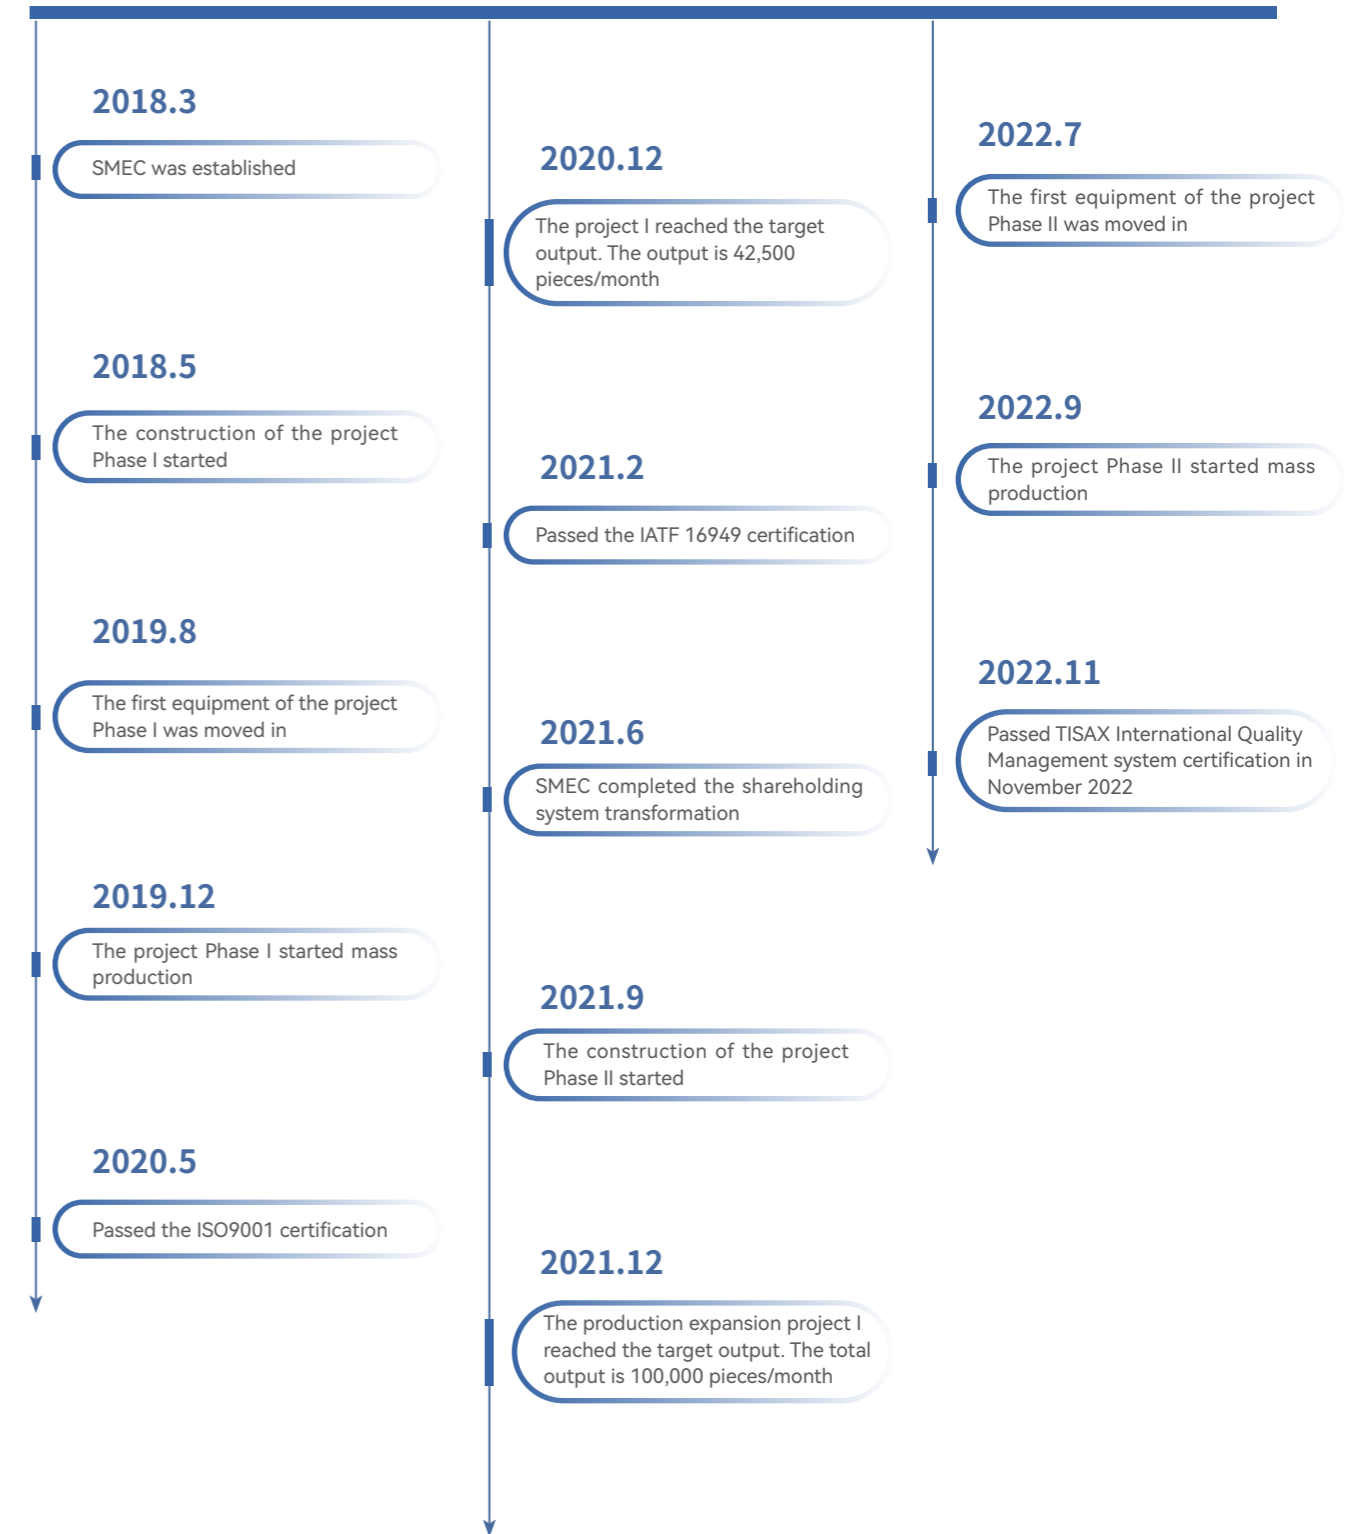 2018.3
SMEC was established
2018.5
The construction of the project
Phase I started
2019.8
The first equipment of the project
Phase I was moved in
2019.12
The project Phase I started mass
production
2020.5
Passed the ISO9001 certification
2020.12
The project I reached the target
output. The output is 42,500
pieces/month
2021.2
Passed the IATF 16949 certification
2021.6
SMEC completed the shareholding
system transformation
2021.9
The construction of the project
Phase II started
2021.12
The production expansion project I
reached the target output. The total
output is 100,000 pieces/month
2022.7
The first equipment of the project
Phase II was moved in
2022.9
The project Phase II started mass
production
2022.11
Passed TISAX International Quality
Management system certification in
November 2022